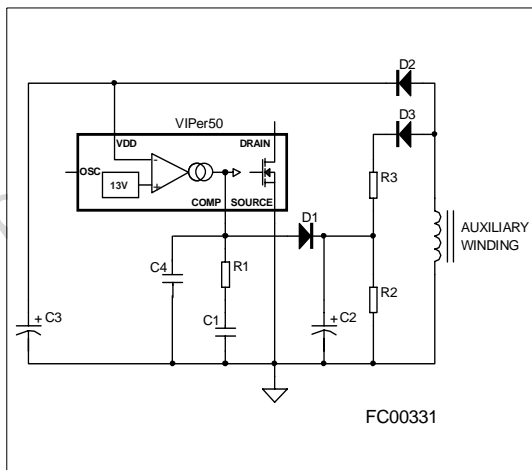 D2
VIPer50
D3
VDD
DRAIN
OSC
-
+
13V
COMP SOURCE
R3
D1
AUXILIARY
WINDING
C4
R1
R2
+ C3
C1
+ C2
FC00331